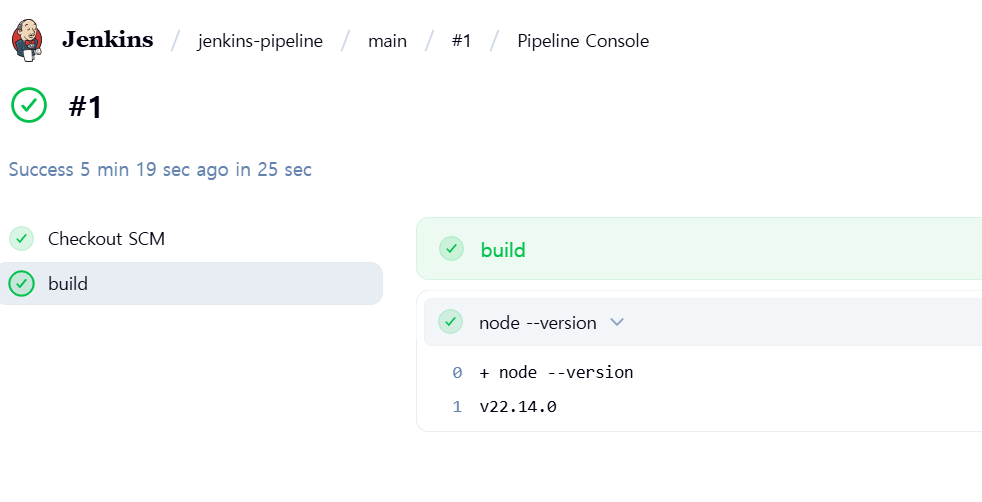 Jenkins / jenkins-pipeline / main / #1 / Pipeline Console
#1
Success 5 min 19 sec ago in 25 sec
Checkout SCM
build
build
node --version
0 + node --version
1 v22.14.0